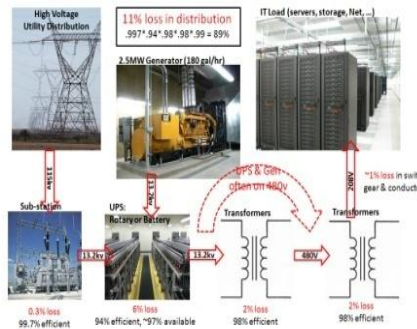 High Voltage
Utility Distribution
11% loss in distribution
.997*.94*.98*.98*.99 = 89%
IT Load (servers, storage, Net, ...)
2.5MW Generator (180 gal/hr)
115kv
13.2kv
UPS & Gen
often on 480v
208V
~1% loss in swit
gear & conduct
Sub-station
UPS:
Rotary or Battery
Transformers
Transformers
13.2kv
13.2kv
480V
0.3% loss
99.7% efficient
6% loss
94% efficient, ~97% available
2% loss
98% efficient
2% loss
98% efficient